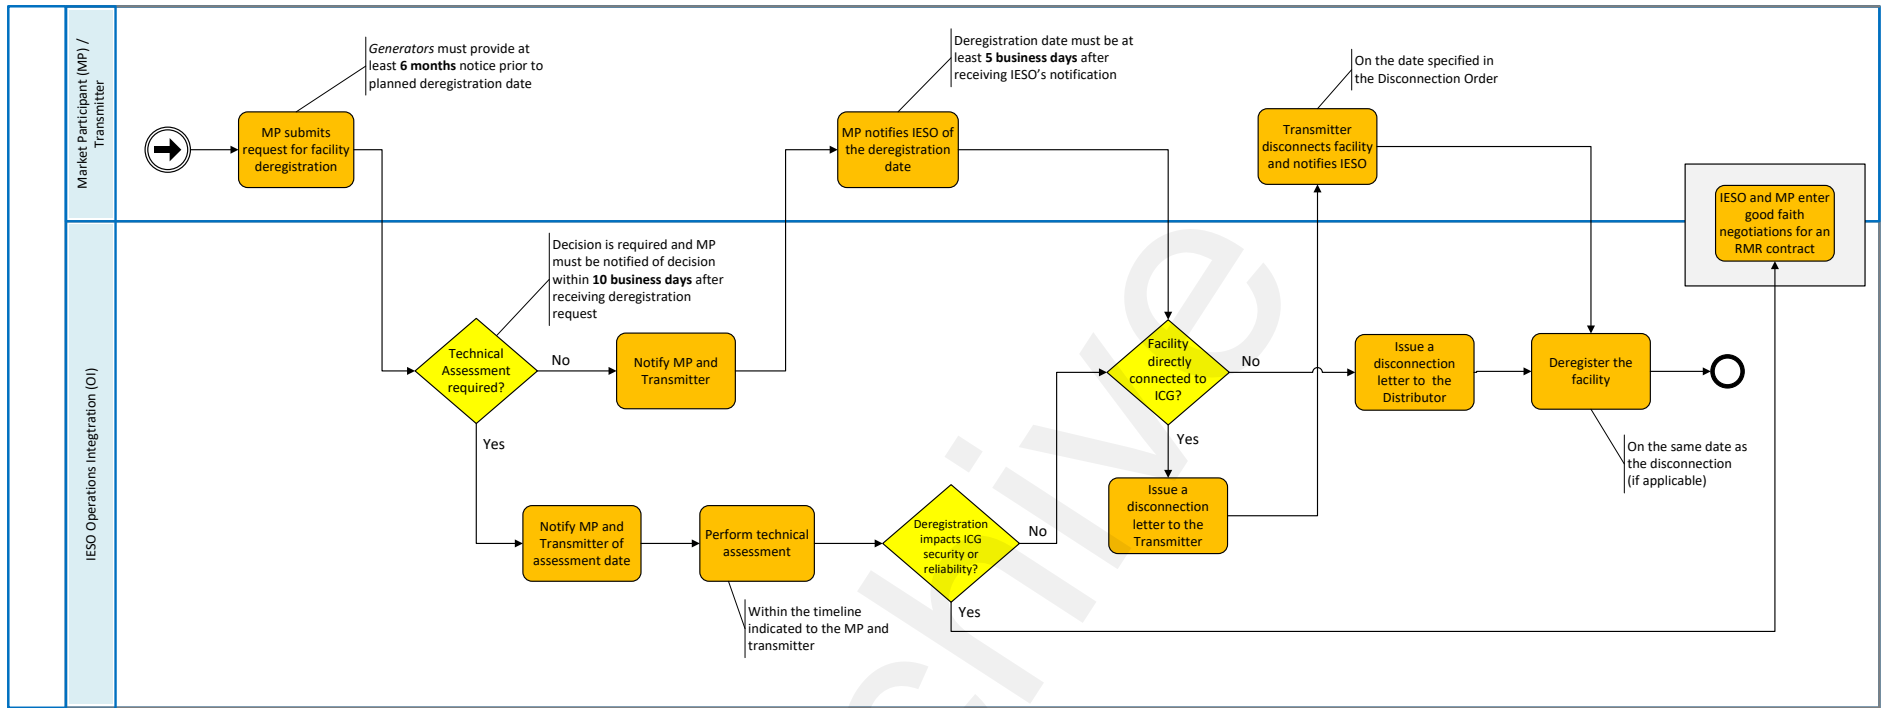 Market Participant (MP) /
Transmitter
Generators must provide at
least 6 months notice prior to
planned deregistration date
MP submits
request for facility
deregistration
Deregistration date must be at
least 5 business days after
receiving IESO's notification
MP notifies IESO of
the deregistration
date
On the date specified in
the Disconnection Order
Transmitter
disconnects facility
and notifies IESO
IESO and MP enter
good faith
negotiations for an
RMR contract
IESO Operations Integtration (OI)
Decision is required and MP
must be notified of decision
within 10 business days after
receiving deregistration
request
Technical
Assessment
required?
No
Yes
Notify MP and
Transmitter
Notify MP and
Transmitter of
assessment date
Perform technical
assessment
Within the timeline
indicated to the MP and
transmitter
Deregistration
impacts ICG
security or
reliability?
No
Yes
Facility
directly
connected to
ICG?
No
Yes
Issue a
disconnection
letter to the
Transmitter
Issue a
disconnection
letter to the
Distributor
Deregister the
facility
On the same date as
the disconnection
(if applicable)
chive